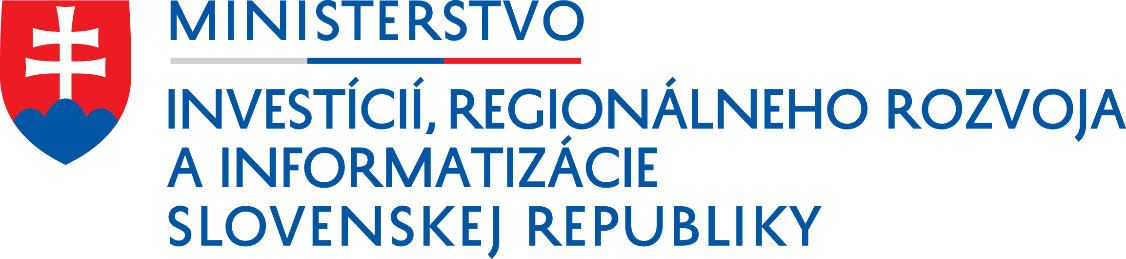 MINISTERSTVO
INVESTÍCIÍ, REGIONÁLNEHO ROZVOJA
A INFORMATIZÁCIE
SLOVENSKEJ REPUBLIKY